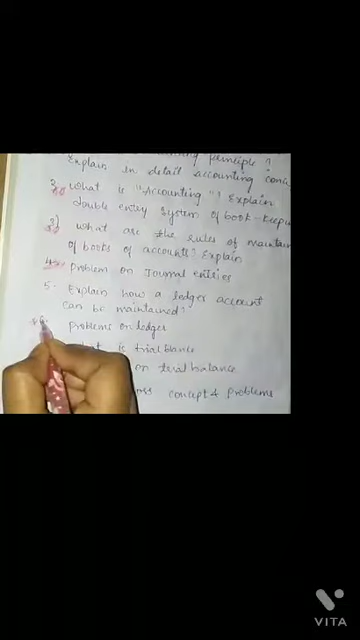 principle?
Explain in detail accounting conc
3. What is "Accounting"? Explain
double entry System of book-keepin
3) what are the rules of maintain
of books of accounts? Explain
4. problem on Journal entries
5. Explain how a ledger account
can be maintained?
problems on ledger
is trial balance
on trial balance
concept & problems
VITA